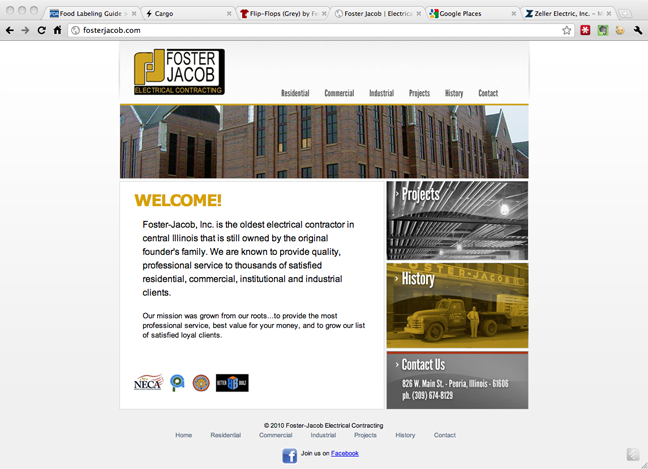 Food Labeling Guide >
Cargo
Flip-Flops (Grey) by Fe
Foster Jacob | Electrica
Google Places
Zeller Electric, Inc. – M
fosterjacob.com
FOSTER
JACOB
ELECTRICAL CONTRACTING
Residential Commercial Industrial Projects History Contact
WELCOME!
Foster-Jacob, Inc. is the oldest electrical contractor in
central Illinois that is still owned by the original
founder's family. We are known to provide quality,
professional service to thousands of satisfied
residential, commercial, institutional and industrial
clients.
Our mission was grown from our roots...to provide the most
professional service, best value for your money, and to grow our list
of satisfied loyal clients.
NECA
BETTER BUILT
› Projects
› History
FOSTER-JACOB
› Contact Us
826 W. Main St. - Peoria, Illinois - 61606
ph. (309) 674-8129
© 2010 Foster-Jacob Electrical Contracting
Home Residential Commercial Industrial Projects History Contact
Join us on Facebook